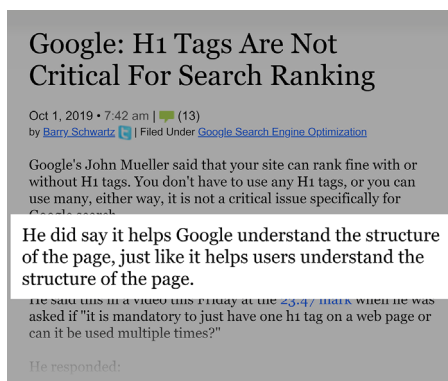 Google: H1 Tags Are Not
Critical For Search Ranking
Oct 1, 2019 • 7:42 am | (13)
by Barry Schwartz | Filed Under Google Search Engine Optimization
Google's John Mueller said that your site can rank fine with or
without H1 tags. You don't have to use any H1 tags, or you can
use many, either way, it is not a critical issue specifically for
Google search.
He did say it helps Google understand the structure
of the page, just like it helps users understand the
structure of the page.
He said this in a video this Friday at the 23:47 mark when he was
asked if "it is mandatory to just have one h1 tag on a web page or
can it be used multiple times?"
He responded: